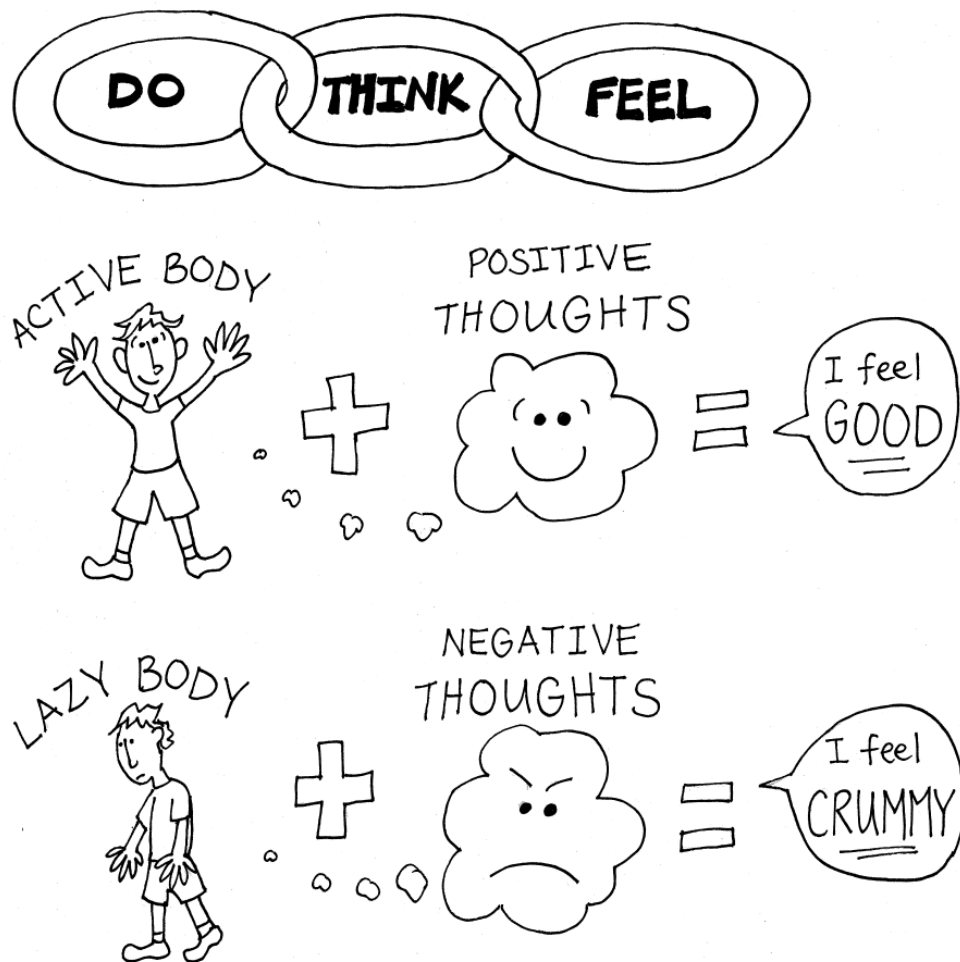 DO THINK FEEL
ACTIVE BODY
POSITIVE
THOUGHTS
I feel
GOOD
LAZY BODY
NEGATIVE
THOUGHTS
I feel
CRUMMY